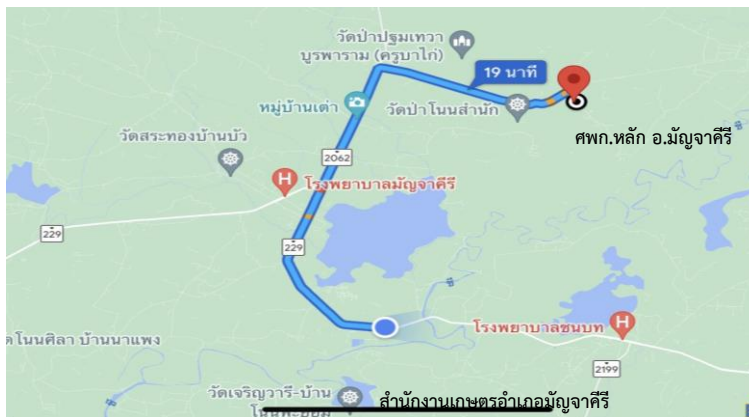 วัดป่าปฐมเทวา
บูรพาราม (ครูบาไก่)
19 นาที
หมู่บ้านเต่า
วัดป่าโนนสำนัก
ศพก.หลัก อ.มัญจาคีรี
วัดสระทองบ้านบัว
2062
H
โรงพยาบาลมัญจาคีรี
229
229
โรงพยาบาลชนบท
H
โนนศิลา บ้านนาแพง
2199
วัดเจริญวารี-บ้าน
สำนักงานเกษตรอำเภอมัญจาคีรี